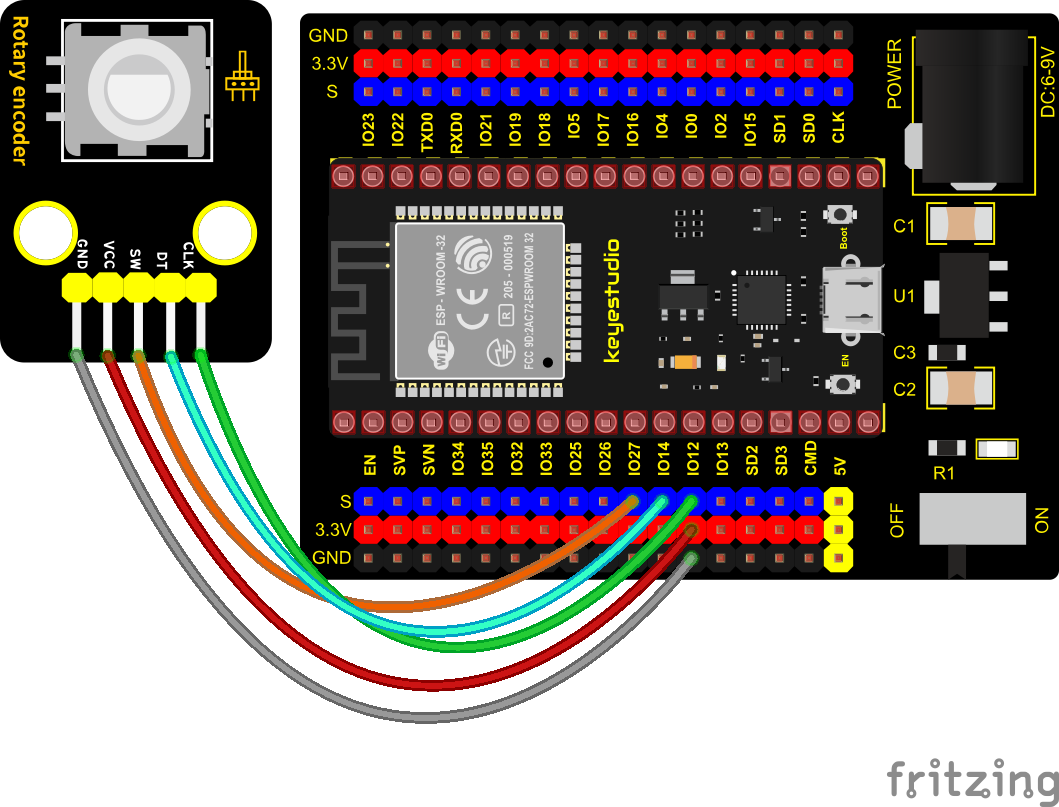 Rotary encoder
GND
VCC
SW
DT
CLK
GND
3.3V
S
IO23
IO22
TXD0
RXD0
IO21
IO19
IO18
IO5
IO17
IO16
IO4
IO0
IO2
IO15
SD1
SD0
CLK
POWER
DC:6-9V
C1
U1
C3
C2
R1
OFF
ON
Wi Fi
ESP - WROOM-32
CE
R
205 - 000519
FCC 9D:2AC72-ESPWROOM 32
keyestudio
Boot
EN
EN
SVP
SVN
IO34
IO35
IO32
IO33
IO25
IO26
IO27
IO14
IO12
IO13
SD2
SD3
CMD
5V
S
3.3V
GND
fritzing